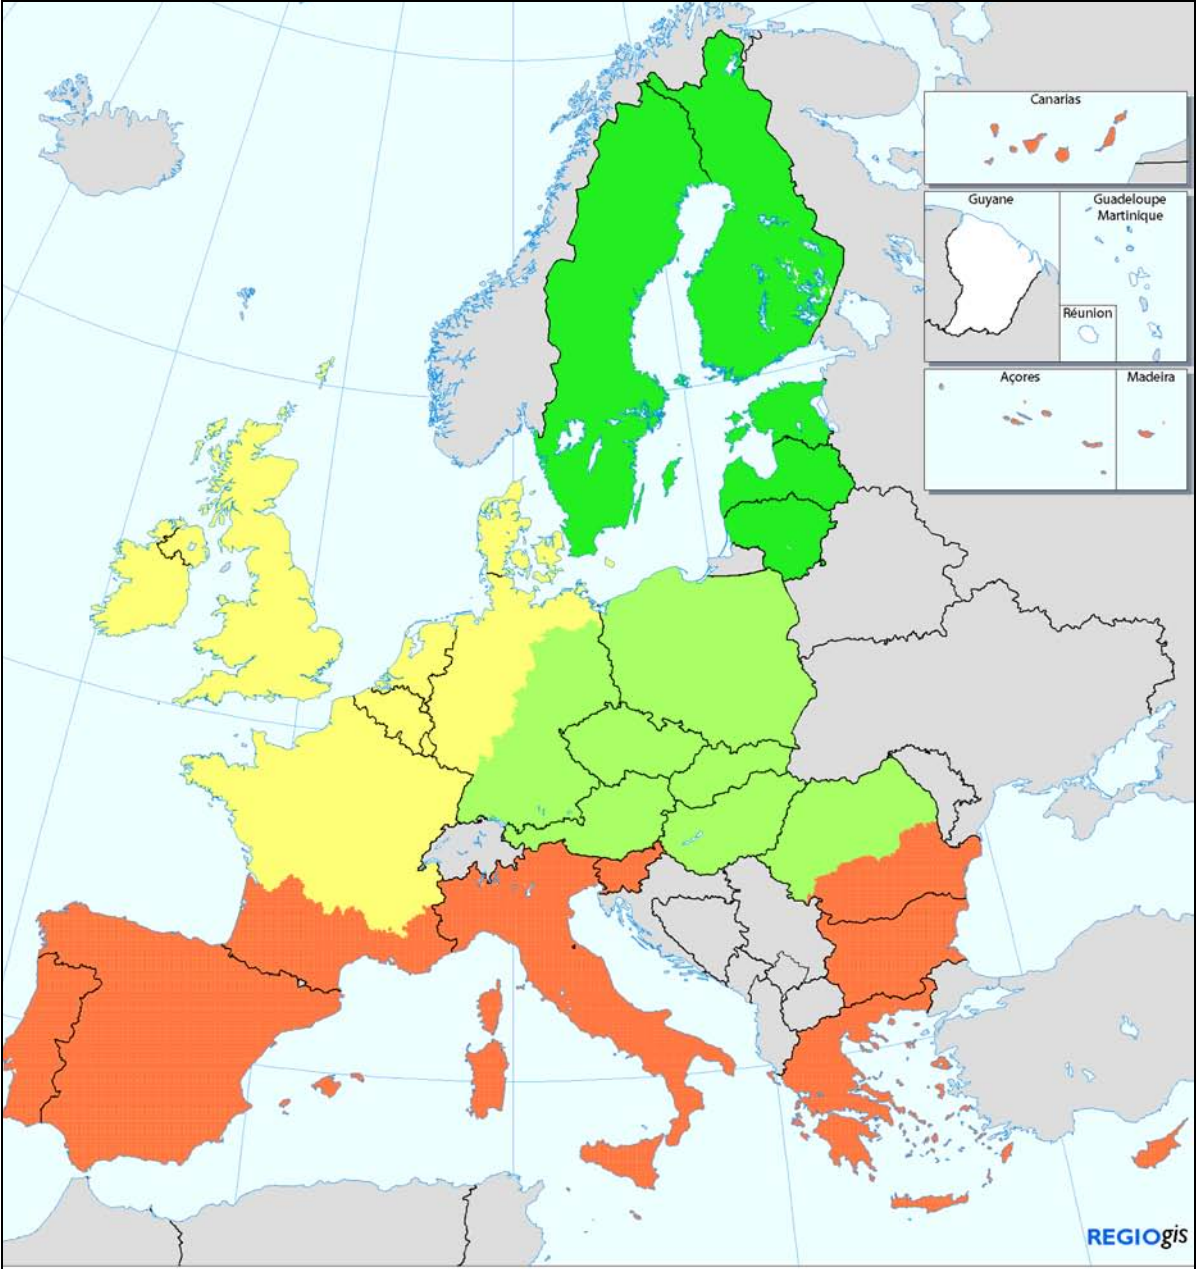 Canarias
Guyane
Guadeloupe
Martinique
Réunion
Açores
Madeira
REGIOgis